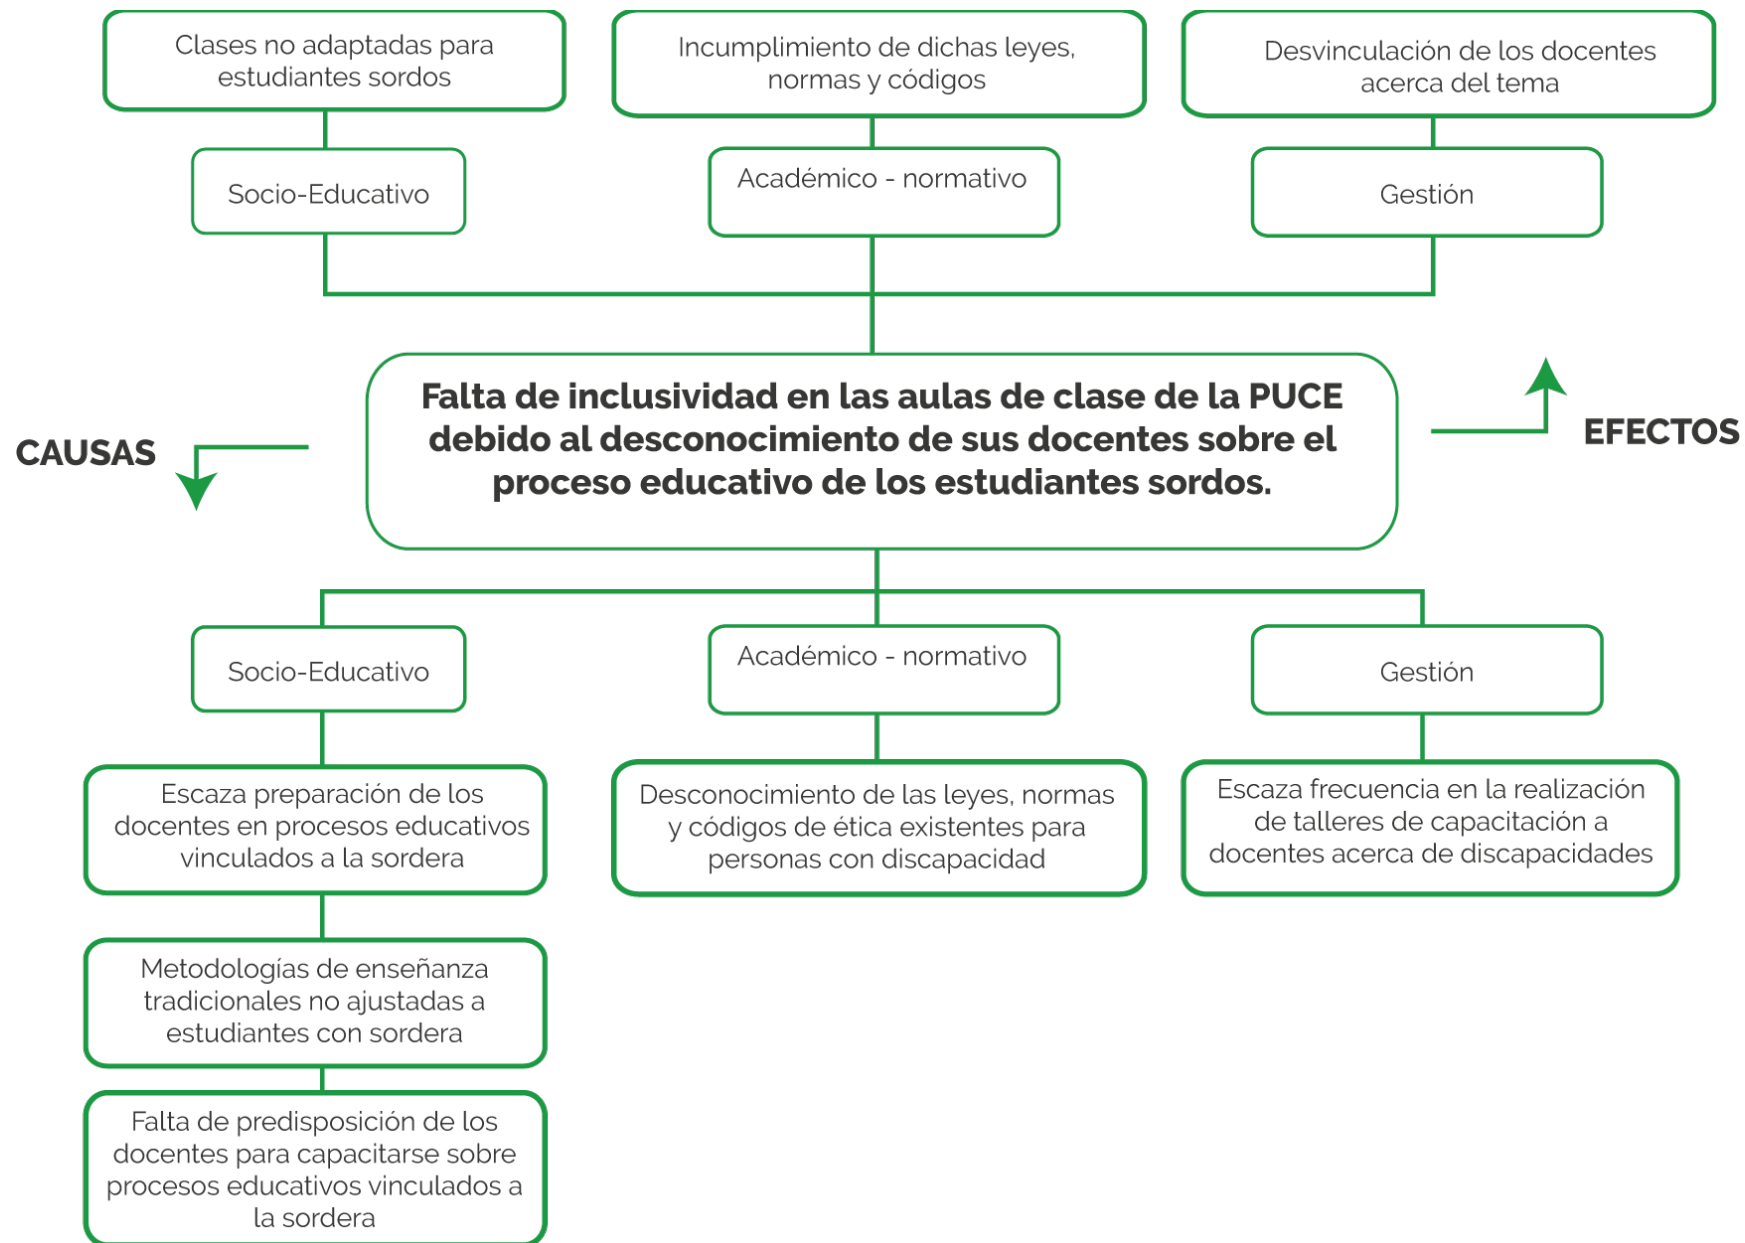 Clases no adaptadas para
estudiantes sordos
Incumplimiento de dichas leyes,
normas y códigos
Desvinculación de los docentes
acerca del tema
Socio-Educativo
Académico - normativo
Gestión
Falta de inclusividad en las aulas de clase de la PUCE
debido al desconocimiento de sus docentes sobre el
proceso educativo de los estudiantes sordos.
CAUSAS
EFECTOS
Socio-Educativo
Académico - normativo
Gestión
Escaza preparación de los
docentes en procesos educativos
vinculados a la sordera
Desconocimiento de las leyes, normas
y códigos de ética existentes para
personas con discapacidad
Escaza frecuencia en la realización
de talleres de capacitación a
docentes acerca de discapacidades
Metodologías de enseñanza
tradicionales no ajustadas a
estudiantes con sordera
Falta de predisposición de los
docentes para capacitarse sobre
procesos educativos vinculados a
la sordera